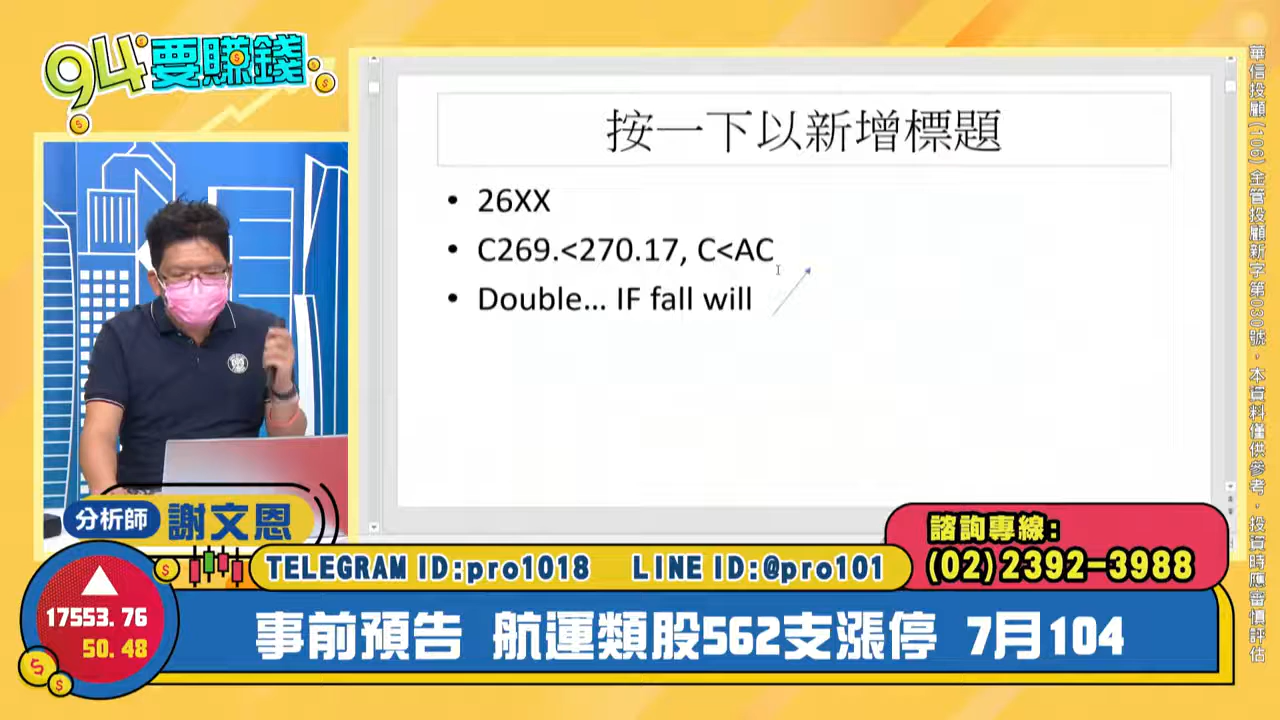 94要賺錢
按一下以新增標題
• 26XX
• C269.<270.17, C<AC
• Double... IF fall will
華信投顧(106)金管投顧新字第030號,本資料僅供參考,投資時應審慎評估
分析師 謝文恩
TELEGRAM ID:pro1018 LINE ID:@pro101
諮詢專線:
(02)2392-3988
17553.76
50.48
事前預告 航運類股562支漲停 7月104